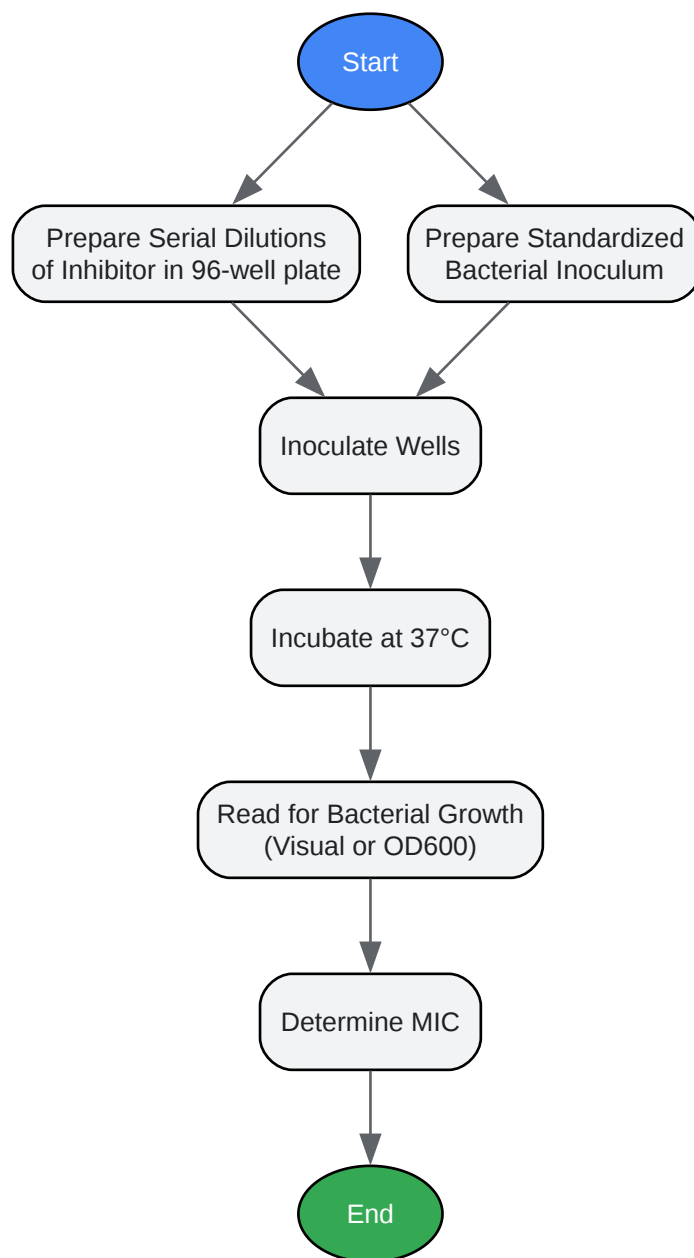 Start
Prepare Serial Dilutions
of Inhibitor in 96-well plate
Prepare Standardized
Bacterial Inoculum
Inoculate Wells
Incubate at 37°C
Read for Bacterial Growth
(Visual or OD600)
Determine MIC
End